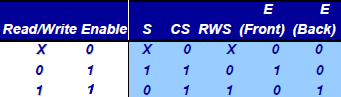 E E
Read/Write Enable S CS RWS (Front) (Back)
X 0 X 0 X 0 0
0 1 1 1 0 1 0
1 1 0 1 1 0 1